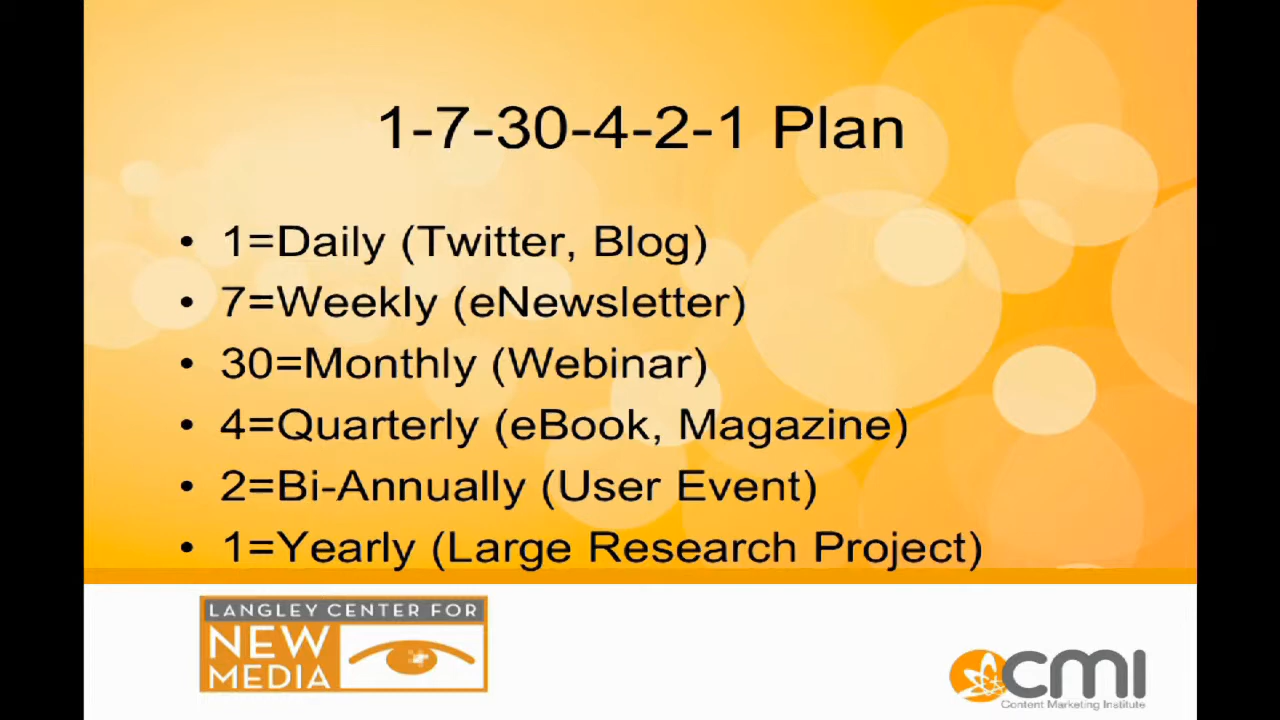 1-7-30-4-2-1 Plan
• 1=Daily (Twitter, Blog)
• 7=Weekly (eNewsletter)
• 30=Monthly (Webinar)
• 4=Quarterly (eBook, Magazine)
• 2=Bi-Annually (User Event)
• 1=Yearly (Large Research Project)
LANGLEY CENTER FOR
NEW
MEDIA
cmi
Content Marketing Institute